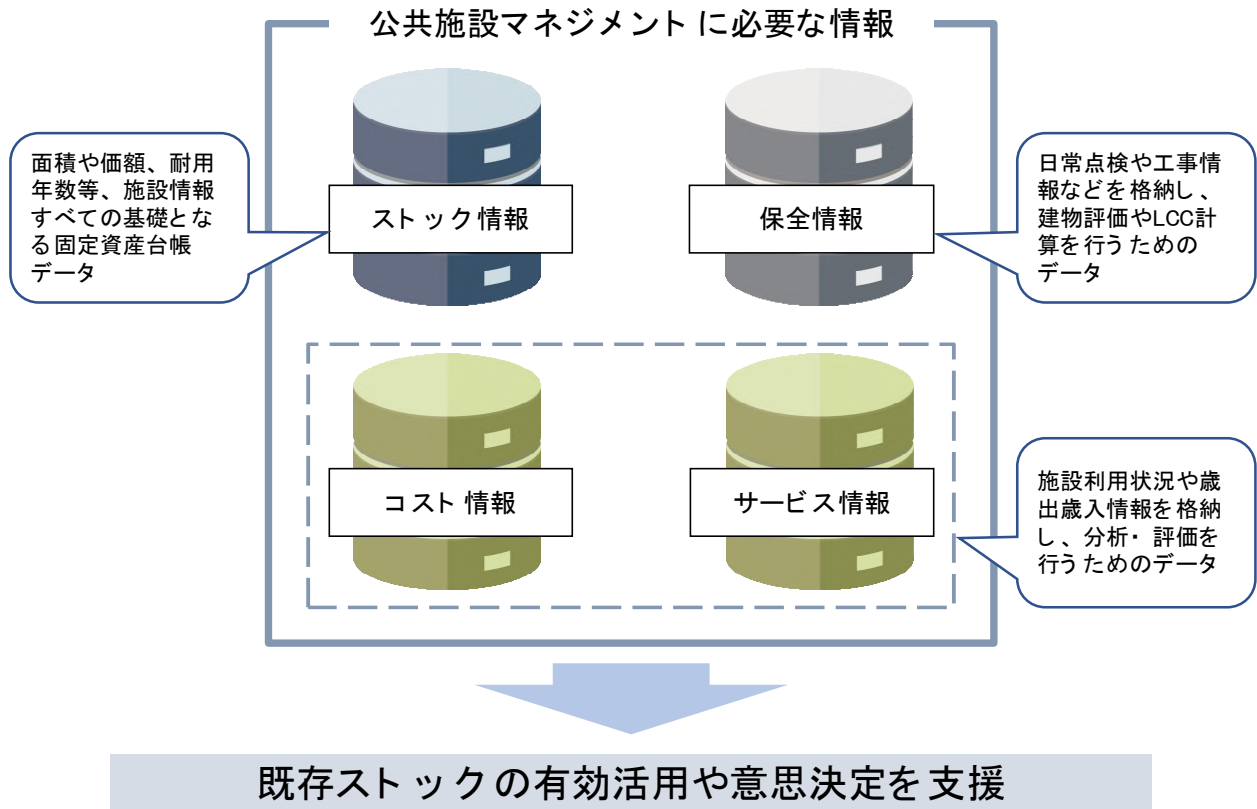 公共施設マネジメントに必要な情報
面積や価額、耐用
年数等、施設情報
すべての基礎とな
る固定資産台帳
データ
ストック情報
保全情報
日常点検や工事情
報などを格納し、
建物評価やLCC計
算を行うための
データ
コスト情報
サービス情報
施設利用状況や歳
出歳入情報を格納
し、分析・評価を
行うためのデータ
既存ストックの有効活用や意思決定を支援